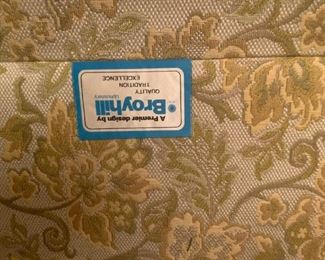 A Premier design by
Broyhill
Upholstery
QUALITY
TRADITION
EXCELLENCE